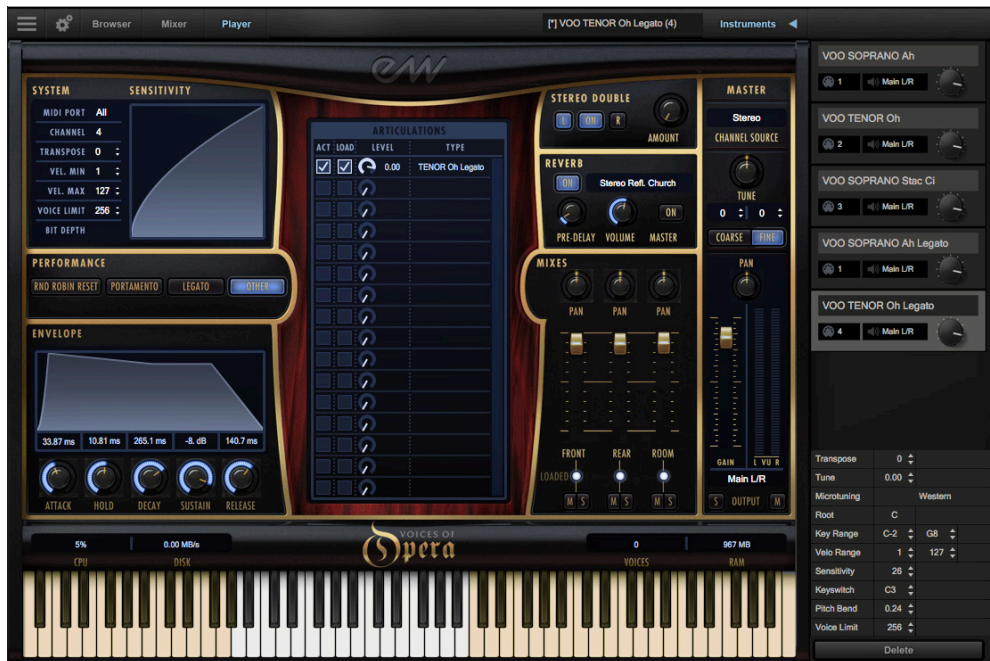 Browser Mixer Player [*] VOO TENOR Oh Legato (4) Instruments
EW
SYSTEM SENSITIVITY
MIDI PORT All
CHANNEL 4
TRANSPOSE 0
VEL. MIN 1
VEL. MAX 127
VOICE LIMIT 256
BIT DEPTH
PERFORMANCE
RND ROBIN RESET PORTAMENTO LEGATO OTHER
ENVELOPE
33.87 ms 10.81 ms 265.1 ms -8. dB 140.7 ms
ATTACK HOLD DECAY SUSTAIN RELEASE
ARTICULATIONS
ACT LOAD LEVEL TYPE
0.00 TENOR Oh Legato
STEREO DOUBLE
L ON R
AMOUNT
REVERB
ON Stereo Refl. Church
ON
PRE-DELAY VOLUME MASTER
MIXES
PAN PAN PAN
FRONT REAR ROOM
LOADED
M S M S M S
MASTER
Stereo
CHANNEL SOURCE
TUNE
0 0
COARSE FINE
PAN
GAIN L VU R
Main L/R
S OUTPUT M
5% 0.00 MB/s
CPU DISK
VOICES OF
Opera
0 967 MB
VOICES RAM
VOO SOPRANO Ah
1 Main L/R
VOO TENOR Oh
2 Main L/R
VOO SOPRANO Stac Ci
3 Main L/R
VOO SOPRANO Ah Legato
1 Main L/R
VOO TENOR Oh Legato
4 Main L/R
Transpose 0
Tune 0.00
Microtuning Western
Root C
Key Range C-2 G8
Velo Range 1 127
Sensitivity 26
Keyswitch C3
Pitch Bend 0.24
Voice Limit 256
Delete